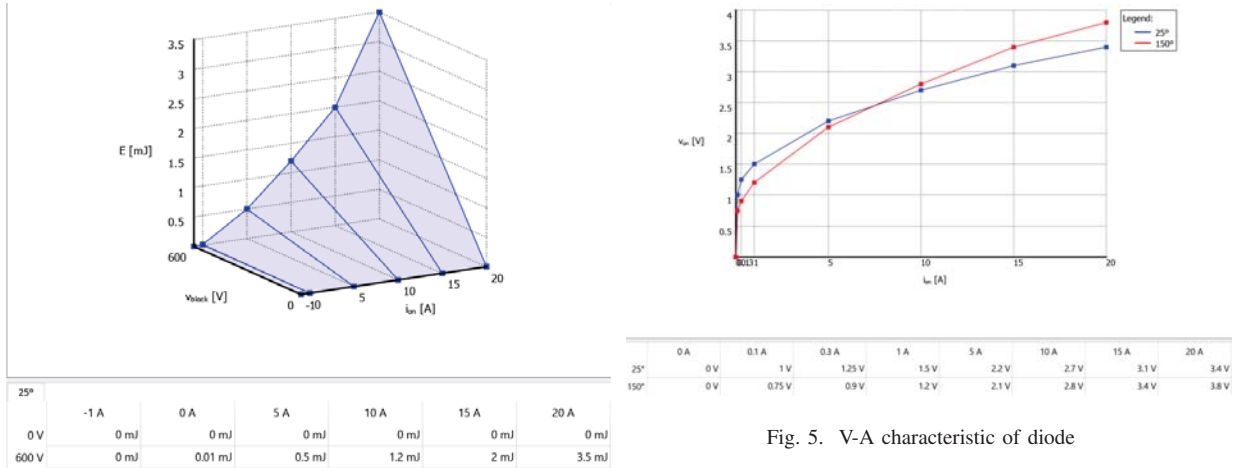 3.5
3
2.5
2
1.5
1
0.5
E [mJ]
600
vblock [V]
0 -10 5 10 15 20
ion [A]
25°
-1 A 0 A 5 A 10 A 15 A 20 A
0 V 0 mJ 0 mJ 0 mJ 0 mJ 0 mJ 0 mJ
600 V 0 mJ 0.01 mJ 0.5 mJ 1.2 mJ 2 mJ 3.5 mJ
4
3.5
3
2.5
2
1.5
1
0.5
von [V]
5 10 15 20
ion [A]
Legend:
25°
150°
0 A 0.1 A 0.3 A 1 A 5 A 10 A 15 A 20 A
25° 0 V 1 V 1.25 V 1.5 V 2.2 V 2.7 V 3.1 V 3.4 V
150° 0 V 0.75 V 0.9 V 1.2 V 2.1 V 2.8 V 3.4 V 3.8 V
Fig. 5. V-A characteristic of diode